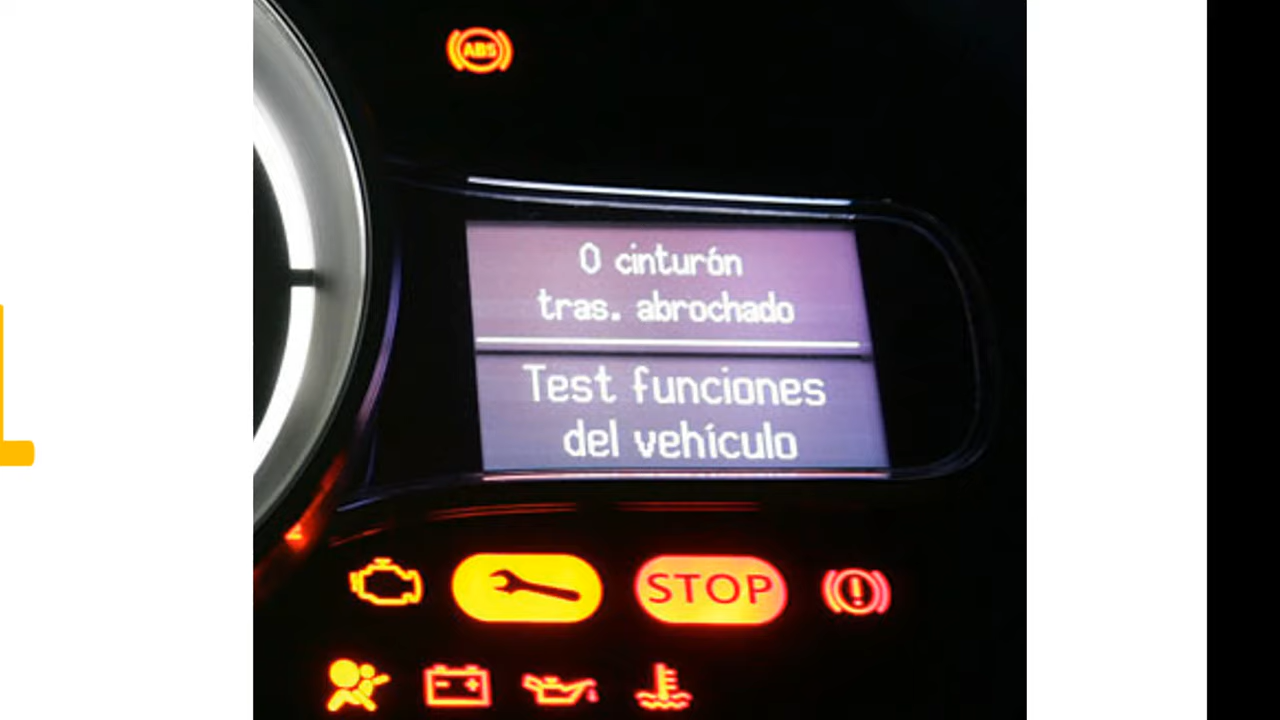 ABS
0 cinturón
tras. abrochado
Test funciones
del vehículo
STOP